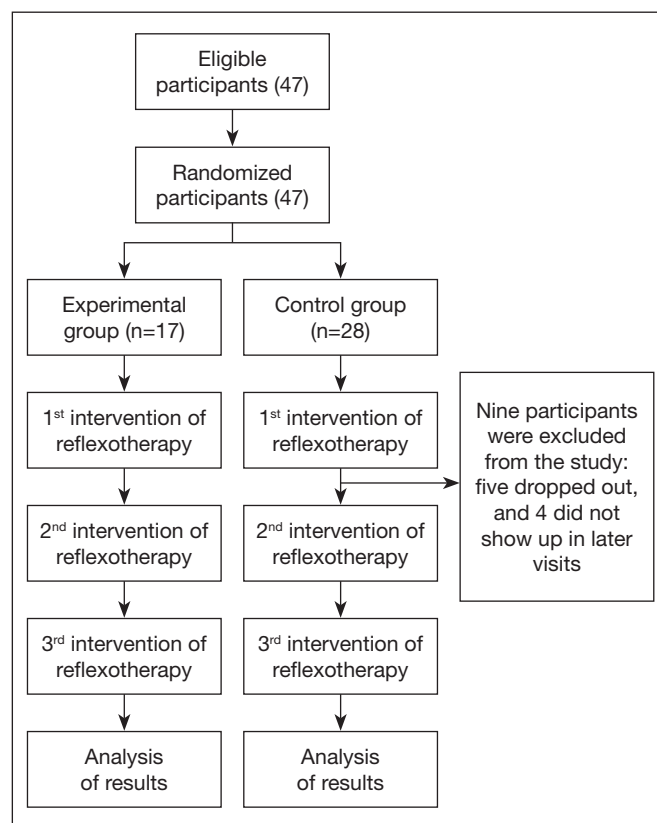 Eligible
participants (47)
Randomized
participants (47)
Experimental
group (n=17)
Control group
(n=28)
1st intervention of
reflexotherapy
1st intervention of
reflexotherapy
Nine participants
were excluded
from the study:
five dropped out,
and 4 did not
show up in later
visits
2nd intervention of
reflexotherapy
2nd intervention of
reflexotherapy
3rd intervention of
reflexotherapy
3rd intervention of
reflexotherapy
Analysis
of results
Analysis
of results